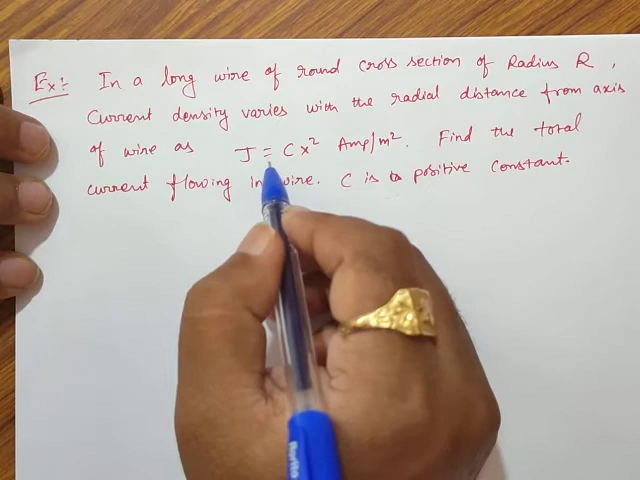 Ex:- In a long wire of round cross section of Radius R,
Current density varies with the radial distance from axis
of wire as J = Cx² Amp/m². Find the total
current flowing in wire. C is a positive constant.